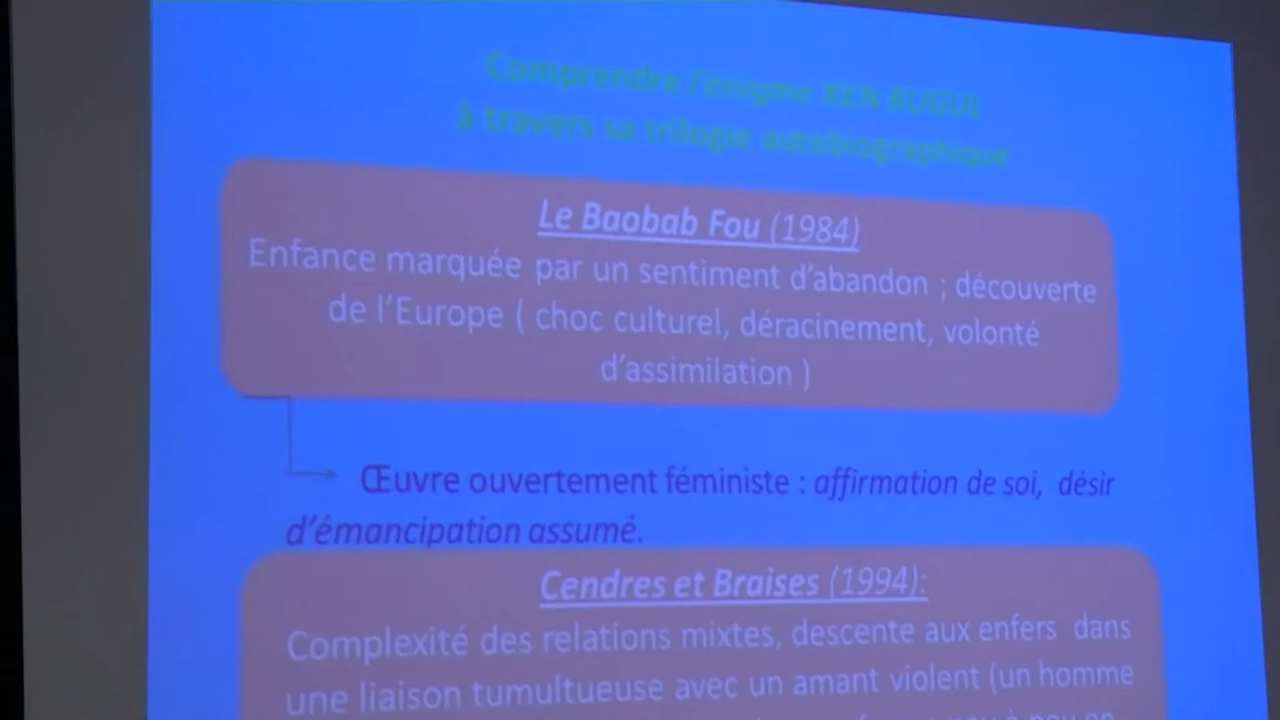 Comprendre l'énigme KEN BUGUL
à travers sa trilogie autobiographique
Le Baobab Fou (1984)
Enfance marquée par un sentiment d'abandon ; découverte
de l'Europe ( choc culturel, déracinement, volonté
d'assimilation )
Œuvre ouvertement féministe : affirmation de soi, désir
d'émancipation assumé.
Cendres et Braises (1994):
Complexité des relations mixtes, descente aux enfers dans
une liaison tumultueuse avec un amant violent (un homme